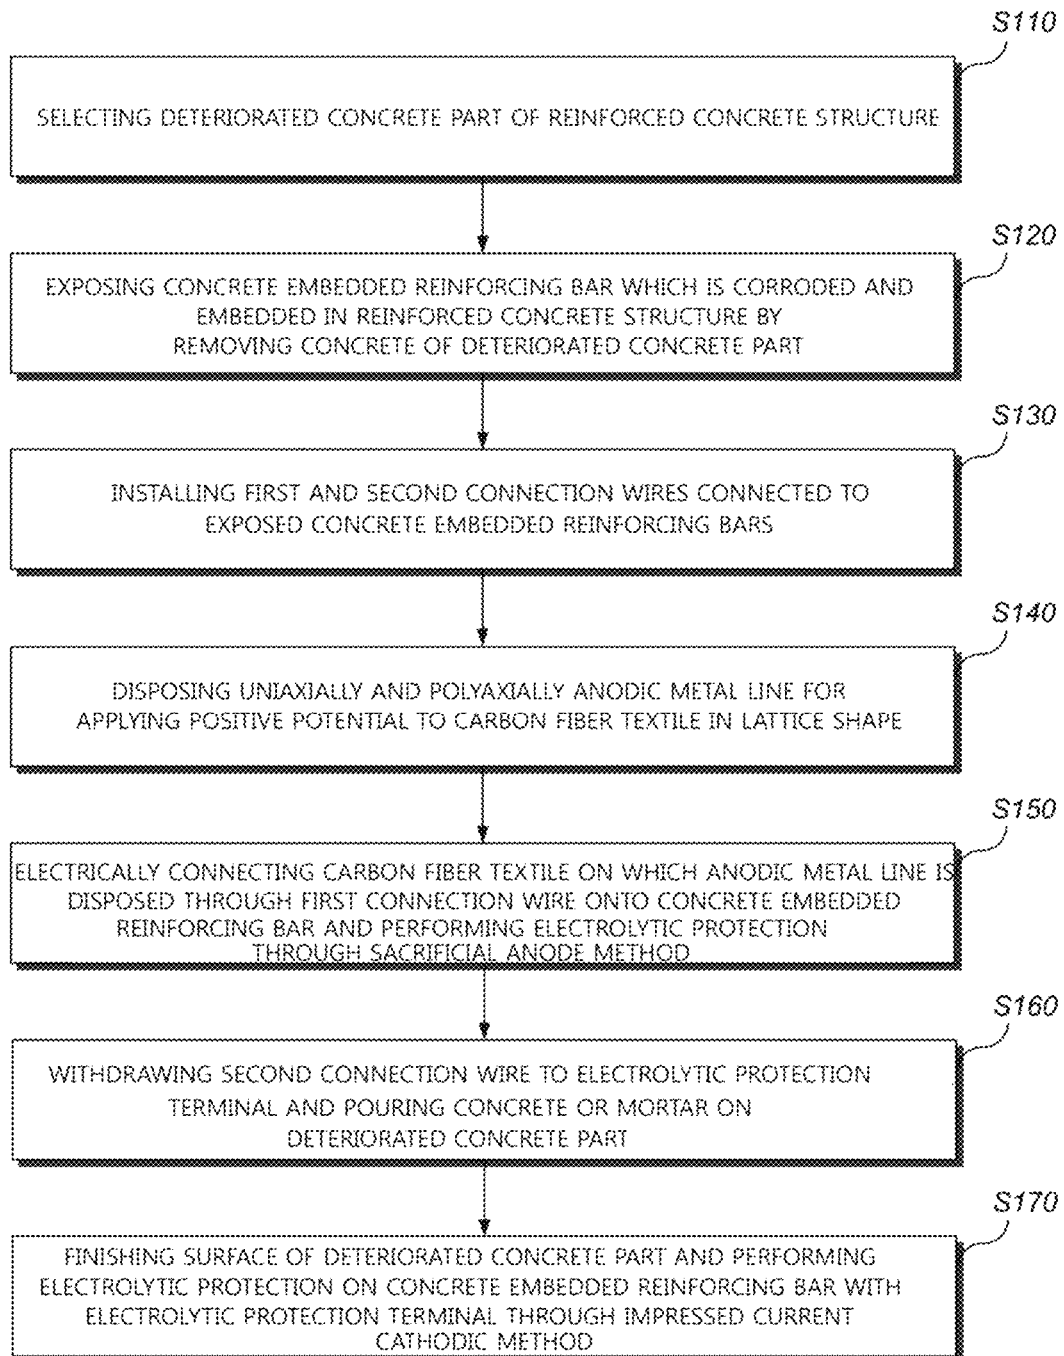 S110
SELECTING DETERIORATED CONCRETE PART OF REINFORCED CONCRETE STRUCTURE
S120
EXPOSING CONCRETE EMBEDDED REINFORCING BAR WHICH IS CORRODED AND
EMBEDDED IN REINFORCED CONCRETE STRUCTURE BY
REMOVING CONCRETE OF DETERIORATED CONCRETE PART
S130
INSTALLING FIRST AND SECOND CONNECTION WIRES CONNECTED TO
EXPOSED CONCRETE EMBEDDED REINFORCING BARS
S140
DISPOSING UNIAXIALLY AND POLYAXIALLY ANODIC METAL LINE FOR
APPLYING POSITIVE POTENTIAL TO CARBON FIBER TEXTILE IN LATTICE SHAPE
S150
ELECTRICALLY CONNECTING CARBON FIBER TEXTILE ON WHICH ANODIC METAL LINE IS
DISPOSED THROUGH FIRST CONNECTION WIRE ONTO CONCRETE EMBEDDED
REINFORCING BAR AND PERFORMING ELECTROLYTIC PROTECTION
THROUGH SACRIFICIAL ANODE METHOD
S160
WITHDRAWING SECOND CONNECTION WIRE TO ELECTROLYTIC PROTECTION
TERMINAL AND POURING CONCRETE OR MORTAR ON
DETERIORATED CONCRETE PART
S170
FINISHING SURFACE OF DETERIORATED CONCRETE PART AND PERFORMING
ELECTROLYTIC PROTECTION ON CONCRETE EMBEDDED REINFORCING BAR WITH
ELECTROLYTIC PROTECTION TERMINAL THROUGH IMPRESSED CURRENT
CATHODIC METHOD